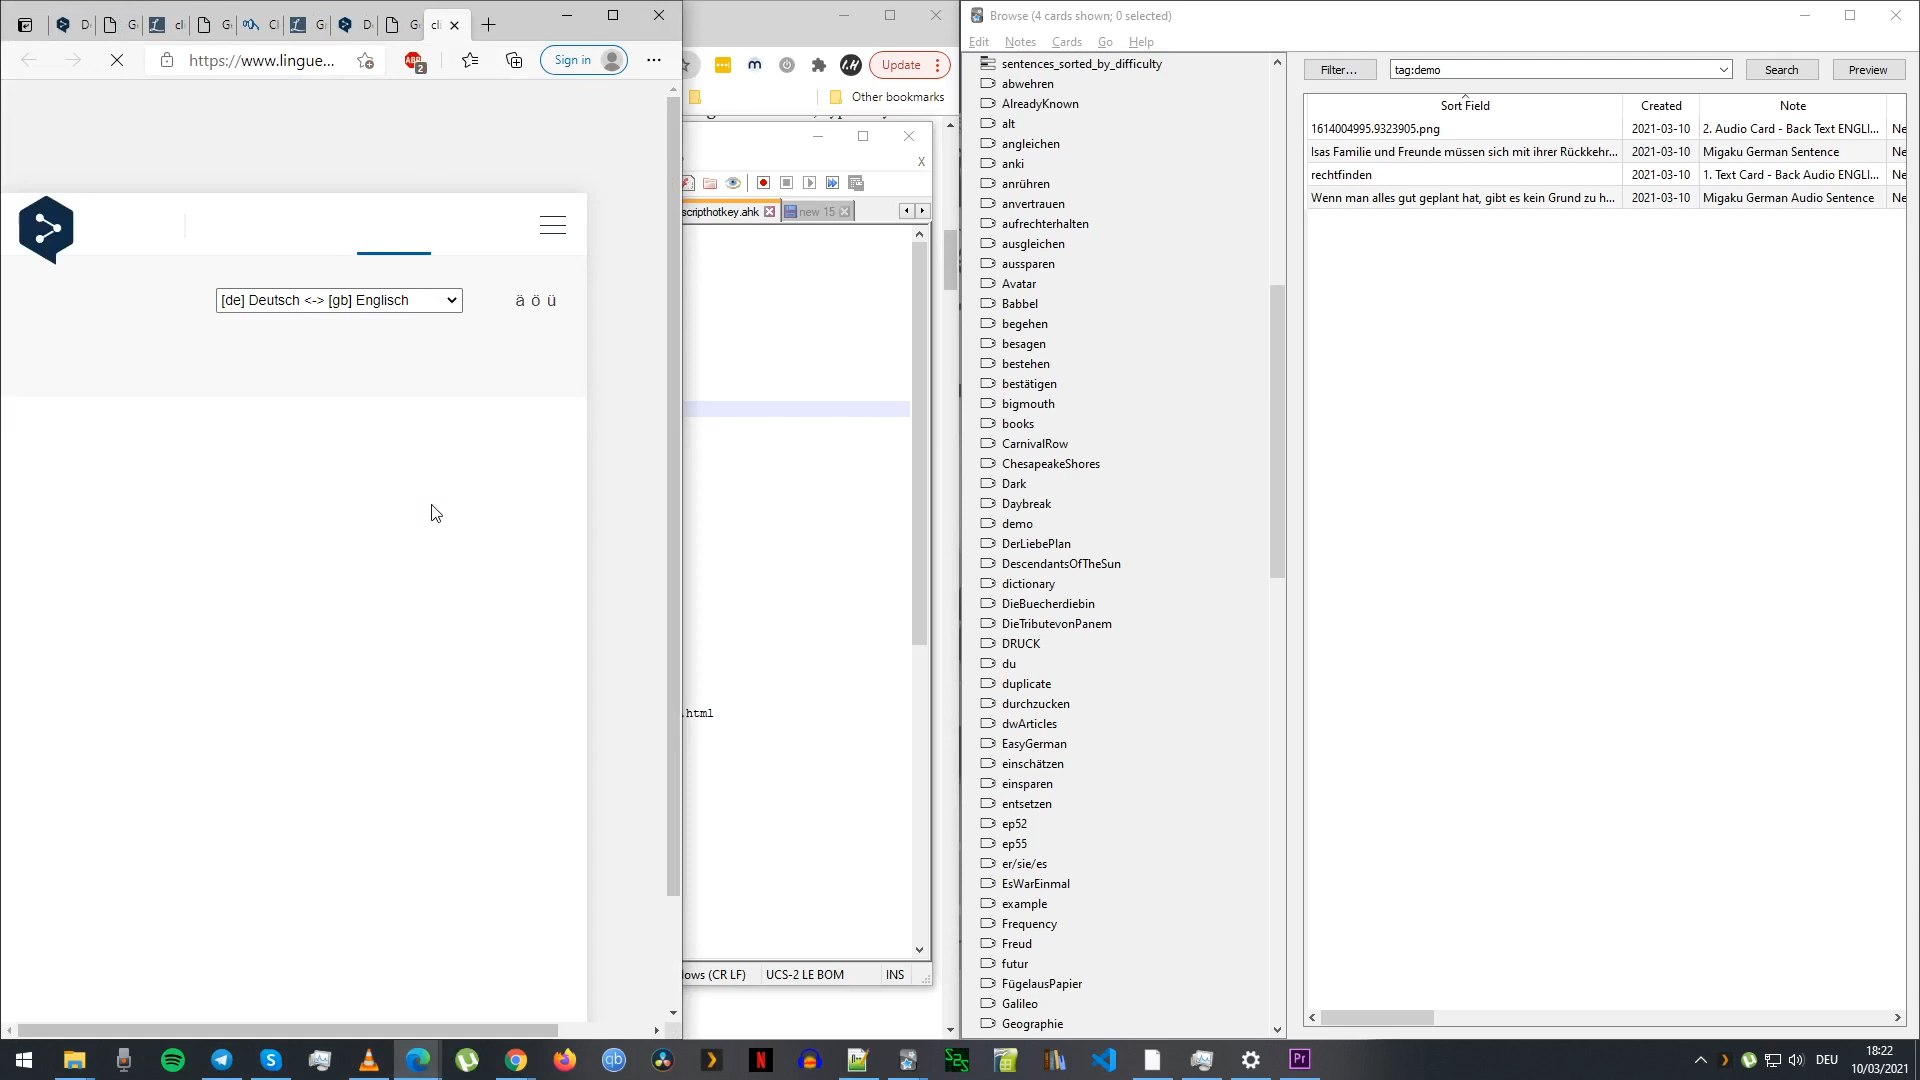 https://www.lingue...
Sign in
[de] Deutsch <-> [gb] Englisch
ä ö ü
Update
Other bookmarks
X
scripthotkey.ahk
new 15
.html
dows (CR LF)
UCS-2 LE BOM
INS
Browse (4 cards shown; 0 selected)
Edit
Notes
Cards
Go
Help
sentences_sorted_by_difficulty
abwehren
AlreadyKnown
alt
angleichen
anki
anrühren
anvertrauen
aufrechterhalten
ausgleichen
aussparen
Avatar
Babbel
begehen
besagen
bestehen
bestätigen
bigmouth
books
CarnivalRow
ChesapeakeShores
Dark
Daybreak
demo
DerLiebePlan
DescendantsOfTheSun
dictionary
DieBuecherdiebin
DieTributevonPanem
DRUCK
du
duplicate
durchzucken
dwArticles
EasyGerman
einschätzen
einsparen
entsetzen
ep52
ep55
er/sie/es
EsWarEinmal
example
Frequency
Freud
futur
FügelausPapier
Galileo
Geographie
Filter...
tag:demo
Search
Preview
Sort Field
Created
Note
1614004995.9323905.png
2021-03-10
2. Audio Card - Back Text ENGLI...
Ne
Isas Familie und Freunde müssen sich mit ihrer Rückkehr...
2021-03-10
Migaku German Sentence
Ne
rechtfinden
2021-03-10
1. Text Card - Back Audio ENGLI...
Ne
Wenn man alles gut geplant hat, gibt es kein Grund zu h...
2021-03-10
Migaku German Audio Sentence
Ne
DEU
18:22
10/03/2021